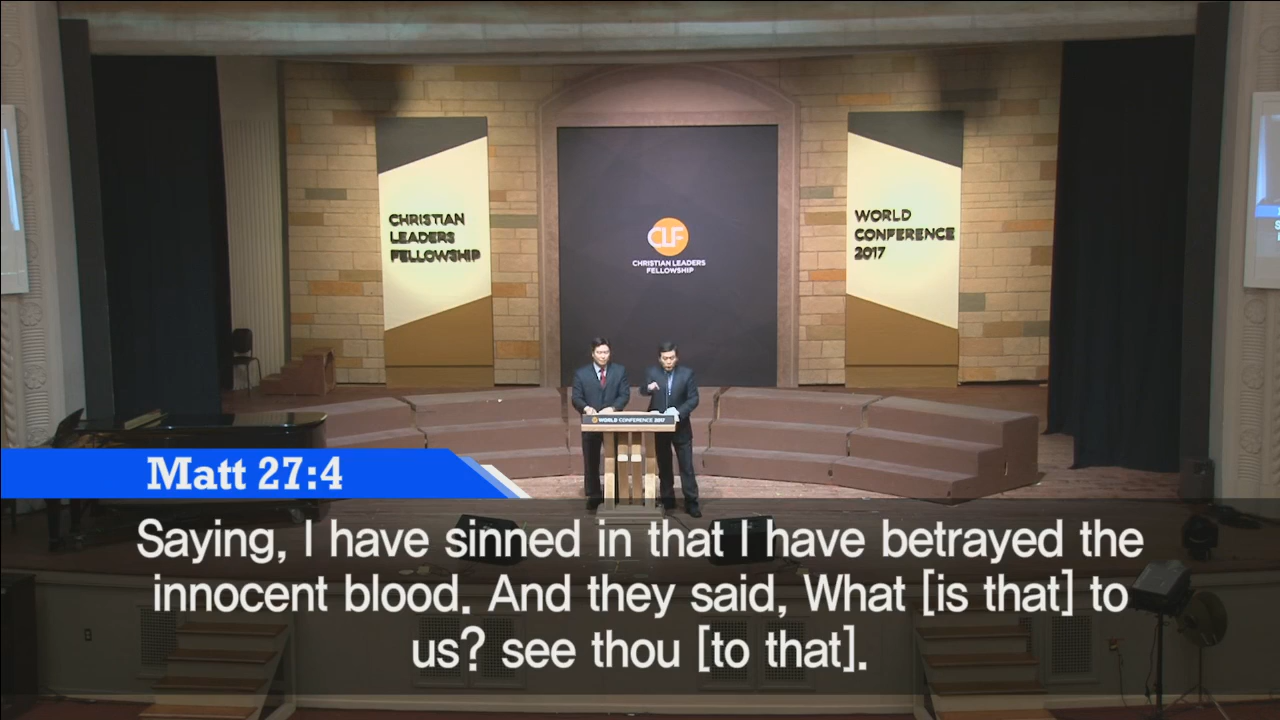 CHRISTIAN
LEADERS
FELLOWSHIP
CLF
CHRISTIAN LEADERS
FELLOWSHIP
WORLD
CONFERENCE
2017
WORLD CONFERENCE 2017
Matt 27:4
Saying, I have sinned in that I have betrayed the
innocent blood. And they said, What [is that] to
us? see thou [to that].